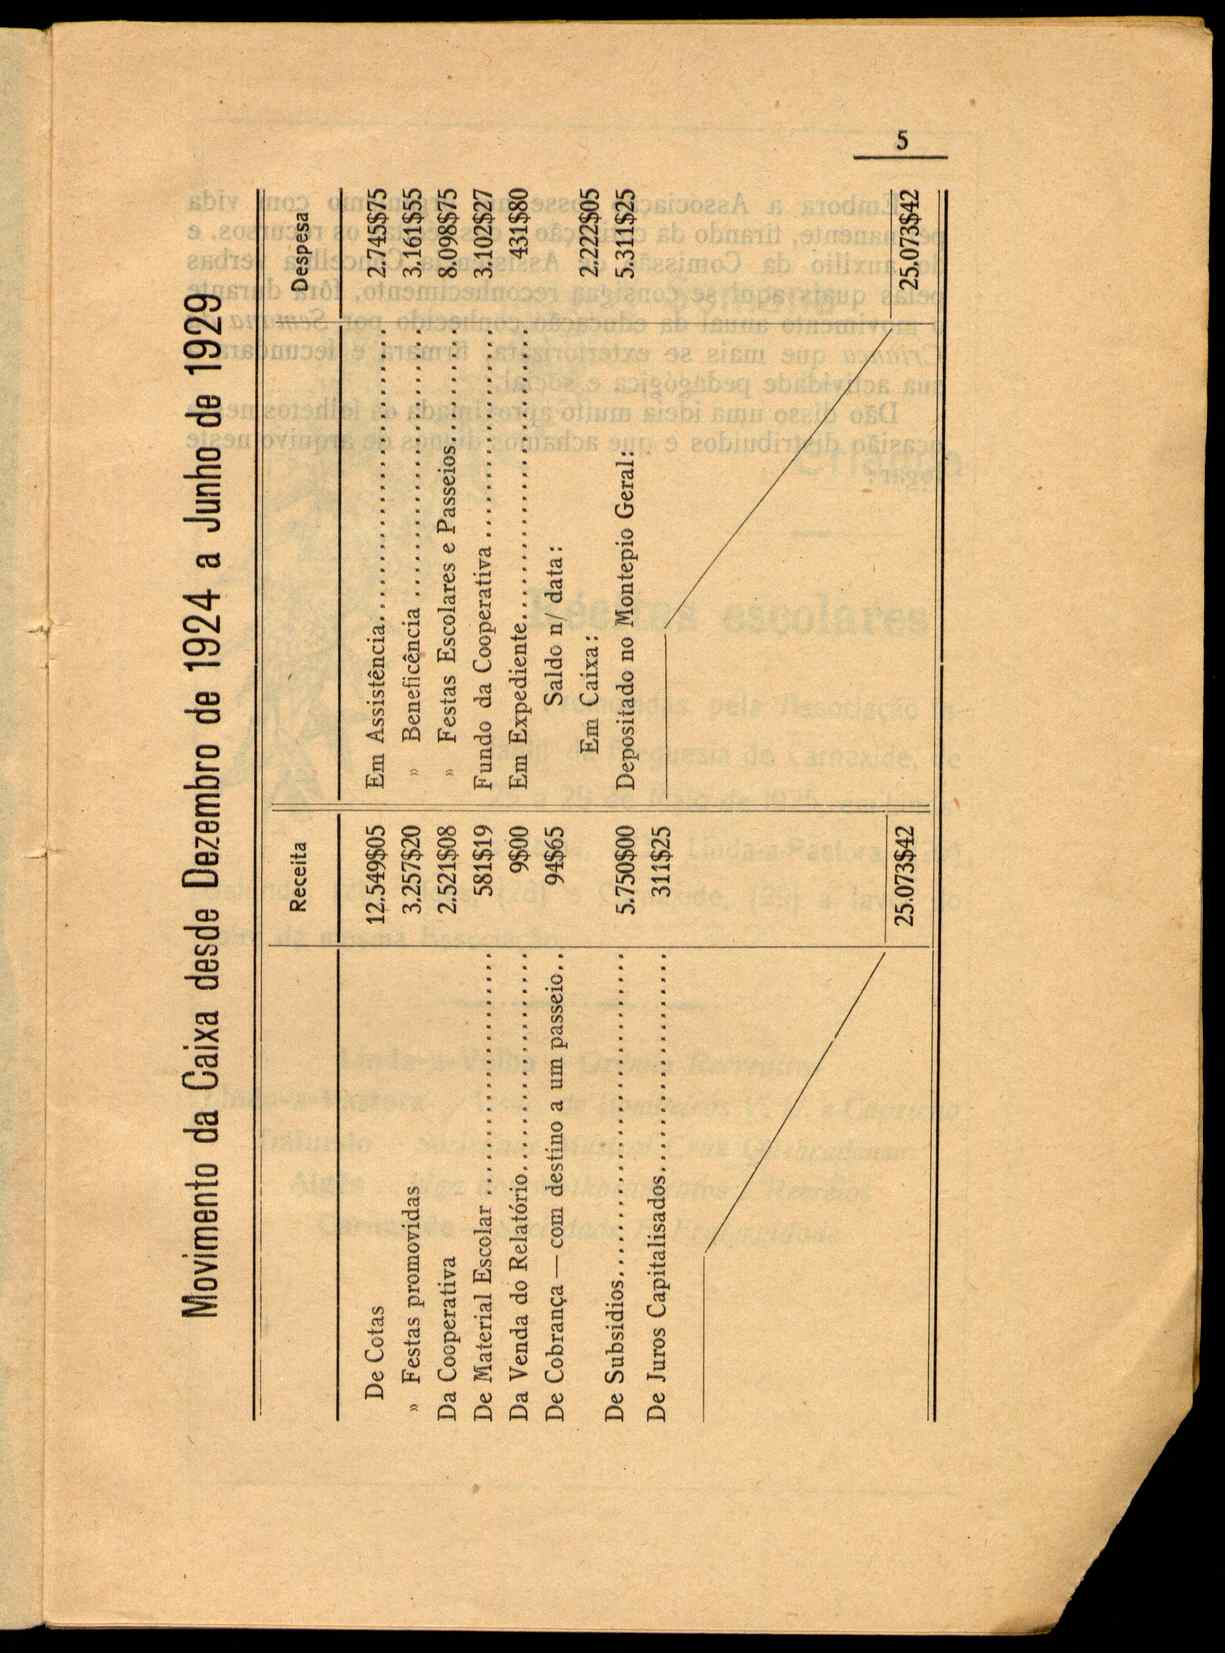 5
Movimento da Caixa desde Dezembro de 1924 a Junho de 1929
Receita
De Cotas 12.549$05
» Festas promovidas 3.257$20
Da Cooperativa 2.521$08
De Material Escolar 581$19
Da Venda do Relatório 9$00
De Cobrança — com destino a um passeio 94$65
De Subsidios 5.750$00
De Juros Capitalisados 311$25
25.073$42
Despesa
Em Assistência 2.745$75
» Beneficência 3.161$55
» Festas Escolares e Passeios 8.098$75
Fundo da Cooperativa 3.102$27
Em Expediente 431$80
Saldo n/ data:
Em Caixa: 2.222$05
Depositado no Montepio Geral: 5.311$25
25.073$42